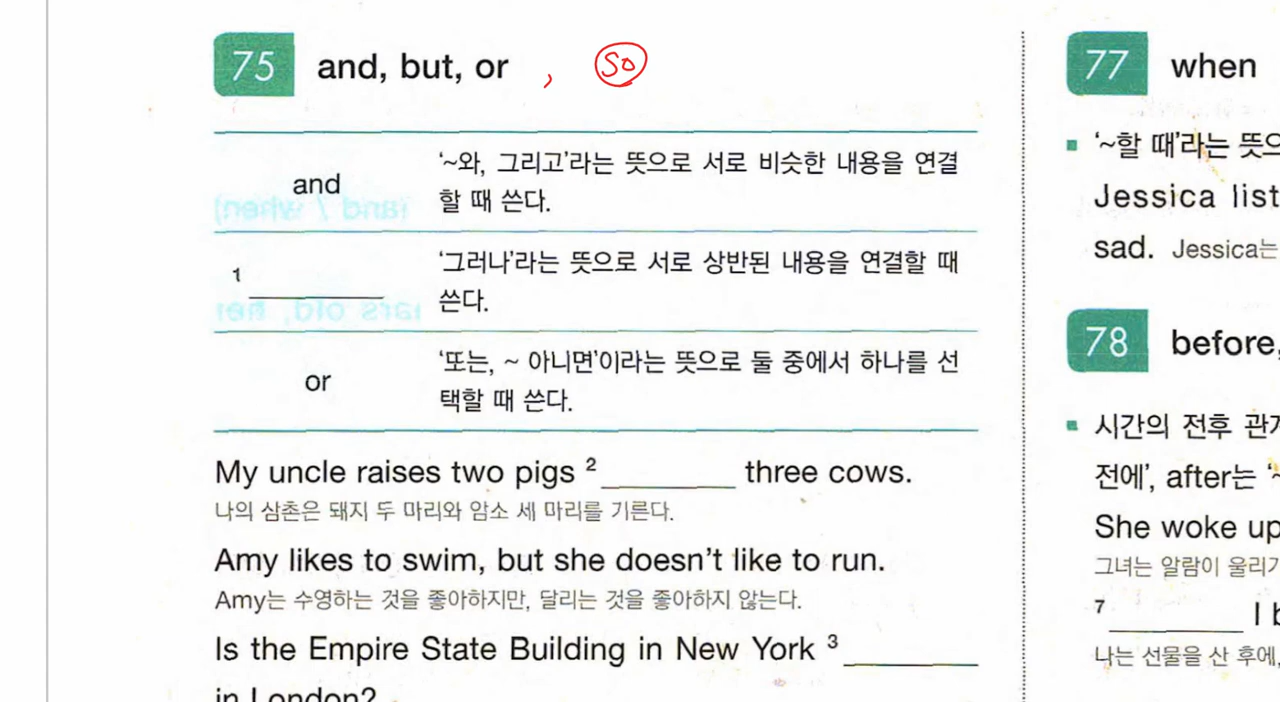 75 and, but, or , so
and
'~와, 그리고'라는 뜻으로 서로 비슷한 내용을 연결
할 때 쓴다.
1 ________
'그러나'라는 뜻으로 서로 상반된 내용을 연결할 때
쓴다.
or
'또는, ~ 아니면'이라는 뜻으로 둘 중에서 하나를 선
택할 때 쓴다.
My uncle raises two pigs 2 ________ three cows.
나의 삼촌은 돼지 두 마리와 암소 세 마리를 기른다.
Amy likes to swim, but she doesn't like to run.
Amy는 수영하는 것을 좋아하지만, 달리는 것을 좋아하지 않는다.
Is the Empire State Building in New York 3 ________
in London?
77 when
'~할 때'라는 뜻으
Jessica list
sad. Jessica는
78 before,
시간의 전후 관계
전에', after는 '~
She woke up
그녀는 알람이 울리기
7 ________ I b
나는 선물을 산 후에,